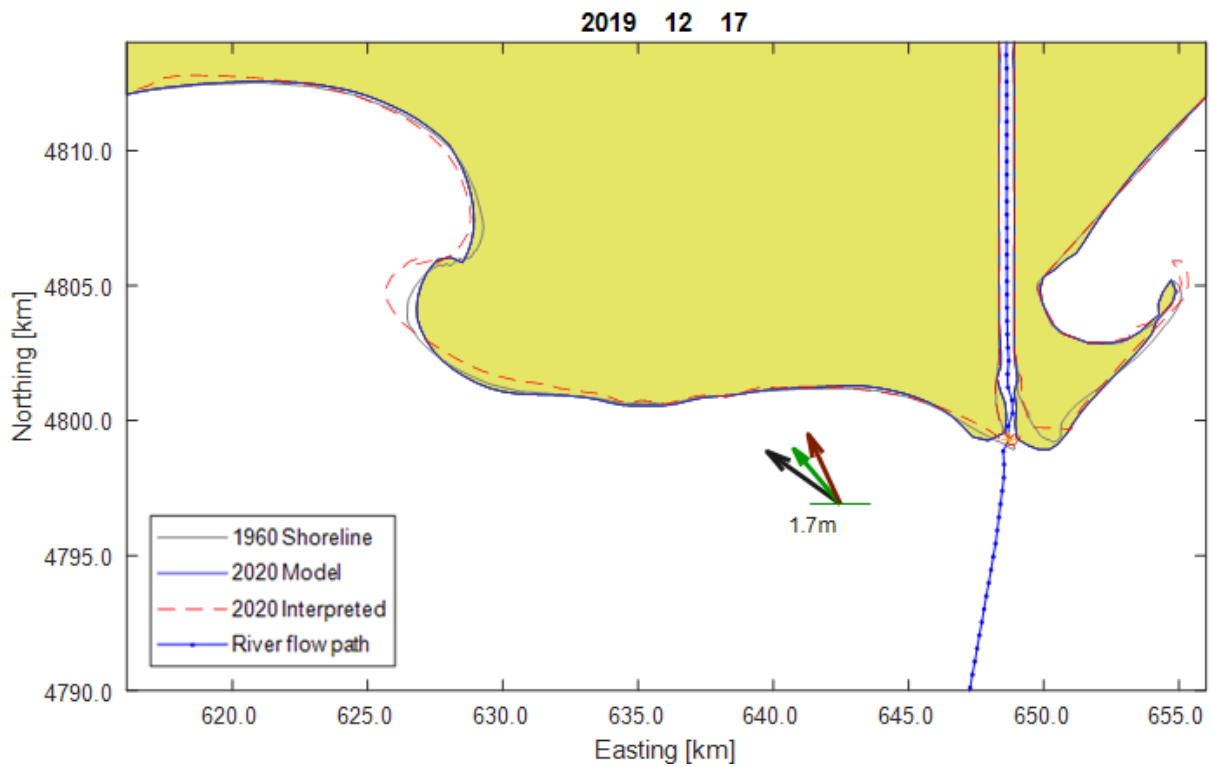 2019 12 17
4810.0
4805.0
4800.0
4795.0
4790.0
Northing [km]
1.7m
1960 Shoreline
2020 Model
2020 Interpreted
River flow path
620.0 625.0 630.0 635.0 640.0 645.0 650.0 655.0
Easting [km]